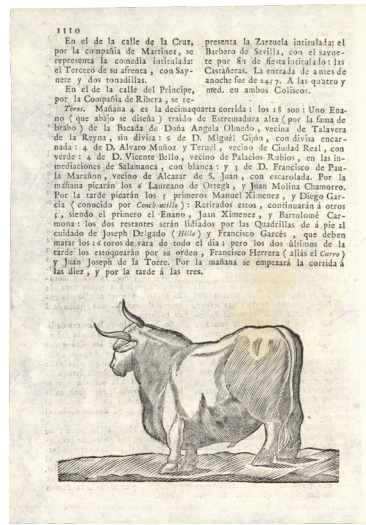 1110
En el de la calle de la Cruz,
por la compañia de Martinez, se
representa la comedia intitulada:
el Tercero de su afrenta, con Say-
nete y dos tonadillas.
En el de la calle del Principe,
por la Compañia de Ribera, se re-
presenta la Zarzuela intitulada: el
Barbero de Sevilla, con el sayne-
te por fin de fiesta intitulado: las
Castañeras. La entrada de antes de
anoche fue de 2457. A las quatro y
med. en ambos Coliseos.
Toros. Mañana 4 es la decimaquarta corrida: los 18 son: Uno Ena-
no (que abajo se diseña) traido de Estremadura alta (por la fama de
brabo) de la Bacada de Doña Angela Olmedo, vecina de Talavera
de la Reyna, sin divisa: 5 de D. Miguel Gijón, con divisa encar-
nada: 4 de D. Alvaro Muñoz y Teruel, vecino de Ciudad Real, con
verde: 4 de D. Vicente Bello, vecino de Palacios Rubios, en las in-
mediaciones de Salamanca, con blanca: y 3 de D. Francisco de Pau-
la Marañon, vecino de Alcazar de S. Juan, con escarolada. Por la
mañana picarán los 6 Laureano de Ortega, y Juan Molina Chamorro.
Por la tarde picarán los 5 primeros Manuel Ximenez, y Diego Gar-
cia (conocido por Conch-mello): Retirados estos, continuarán á otros
5, siendo el primero el Enano, Juan Ximenez, y Bartolomé Car-
mona: los dos restantes serán lidiados por las Quadrillas de á pie al
cuidado de Joseph Delgado (Hillo) y Francisco Garcés, que deben
matar los 16 toros de vara de todo el dia; pero los dos últimos de la
tarde los estoquearán por su orden, Francisco Herrera (aliás el Curro)
y Juan Joseph de la Torre. Por la mañana se empezará la corrida á
las diez, y por la tarde á las tres.